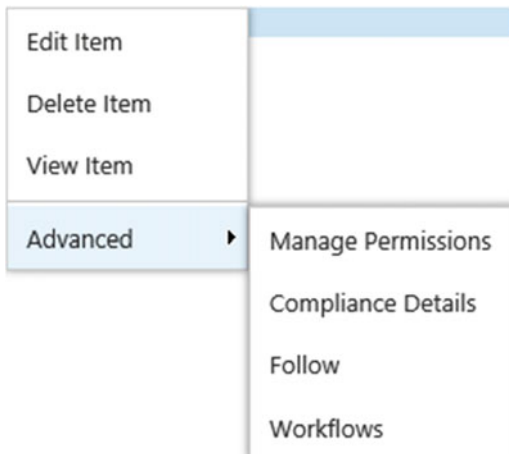 Edit Item
Delete Item
View Item
Advanced
Manage Permissions
Compliance Details
Follow
Workflows